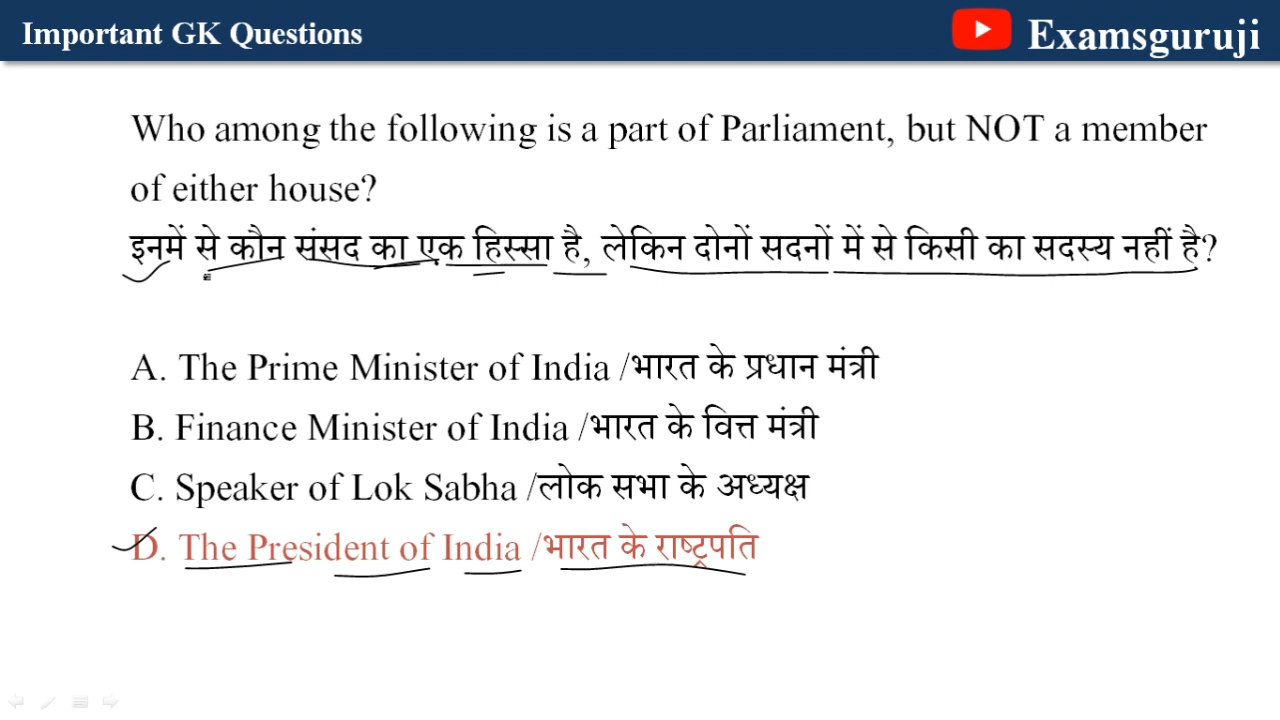 Important GK Questions
Examsguruji
Who among the following is a part of Parliament, but NOT a member
of either house?
इनमें से कौन संसद का एक हिस्सा है, लेकिन दोनों सदनों में से किसी का सदस्य नहीं है?
A. The Prime Minister of India /भारत के प्रधान मंत्री
B. Finance Minister of India /भारत के वित्त मंत्री
C. Speaker of Lok Sabha /लोक सभा के अध्यक्ष
D. The President of India /भारत के राष्ट्रपति